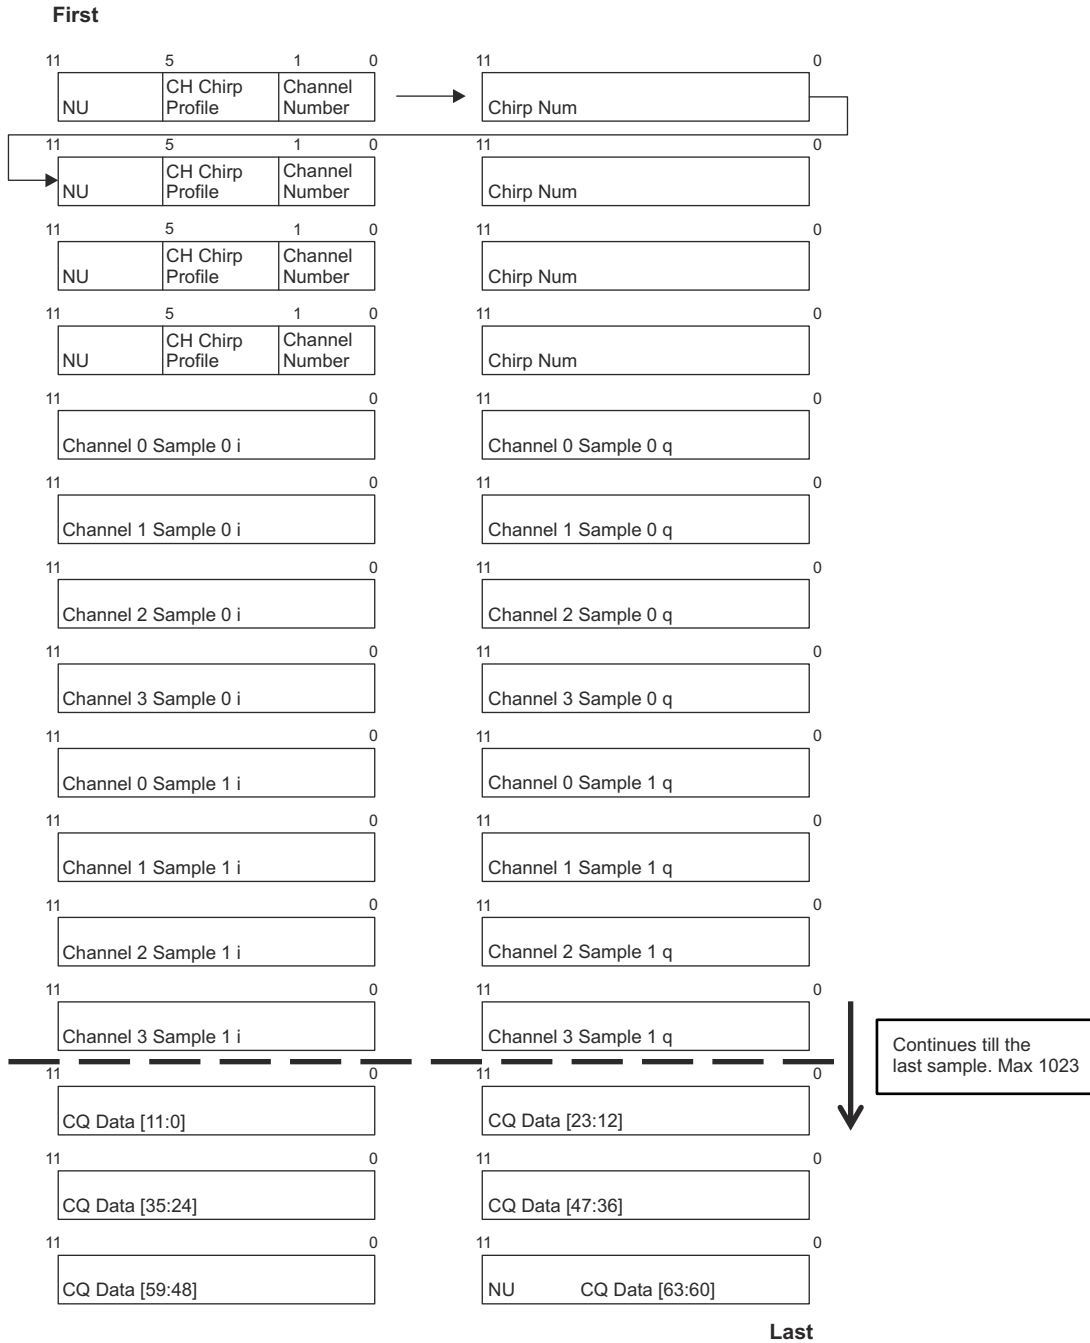 First
11 5 1 0 11 0
NU CH Chirp Profile Channel Number Chirp Num
11 5 1 0 11 0
NU CH Chirp Profile Channel Number Chirp Num
11 5 1 0 11 0
NU CH Chirp Profile Channel Number Chirp Num
11 5 1 0 11 0
NU CH Chirp Profile Channel Number Chirp Num
11 0 11 0
Channel 0 Sample 0 i Channel 0 Sample 0 q
11 0 11 0
Channel 1 Sample 0 i Channel 1 Sample 0 q
11 0 11 0
Channel 2 Sample 0 i Channel 2 Sample 0 q
11 0 11 0
Channel 3 Sample 0 i Channel 3 Sample 0 q
11 0 11 0
Channel 0 Sample 1 i Channel 0 Sample 1 q
11 0 11 0
Channel 1 Sample 1 i Channel 1 Sample 1 q
11 0 11 0
Channel 2 Sample 1 i Channel 2 Sample 1 q
11 0 11 0
Channel 3 Sample 1 i Channel 3 Sample 1 q
Continues till the
last sample. Max 1023
11 0 11 0
CQ Data [11:0] CQ Data [23:12]
11 0 11 0
CQ Data [35:24] CQ Data [47:36]
11 0 11 0
CQ Data [59:48] NU CQ Data [63:60]
Last